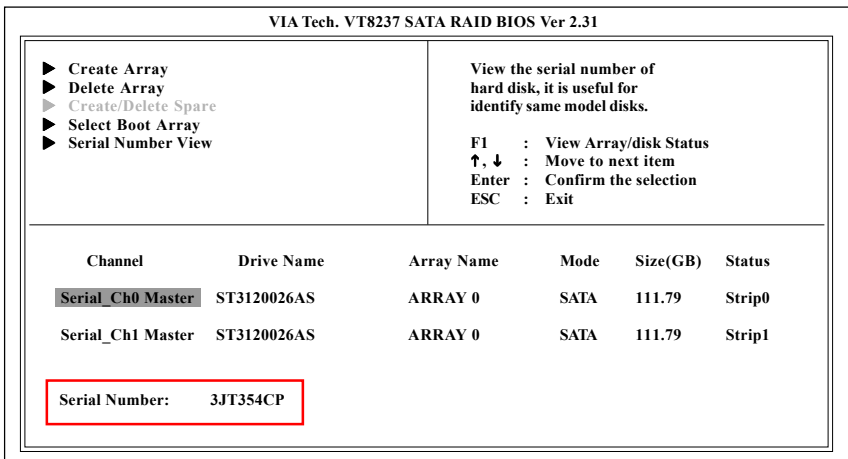 VIA Tech. VT8237 SATA RAID BIOS Ver 2.31
Create Array
Delete Array
Create/Delete Spare
Select Boot Array
Serial Number View
View the serial number of
hard disk, it is useful for
identify same model disks.
F1 : View Array/disk Status
↑, ↓ : Move to next item
Enter : Confirm the selection
ESC : Exit
Channel Drive Name Array Name Mode Size(GB) Status
Serial_Ch0 Master ST3120026AS ARRAY 0 SATA 111.79 Strip0
Serial_Ch1 Master ST3120026AS ARRAY 0 SATA 111.79 Strip1
Serial Number: 3JT354CP